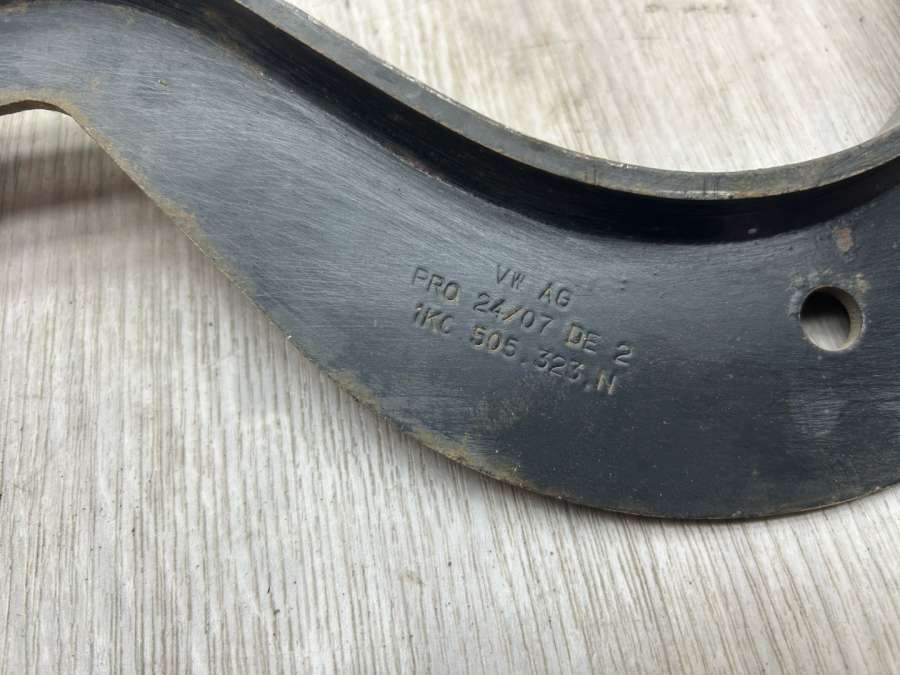 VW AG
PRO 24/07 DE 2
1KC 505.323.N